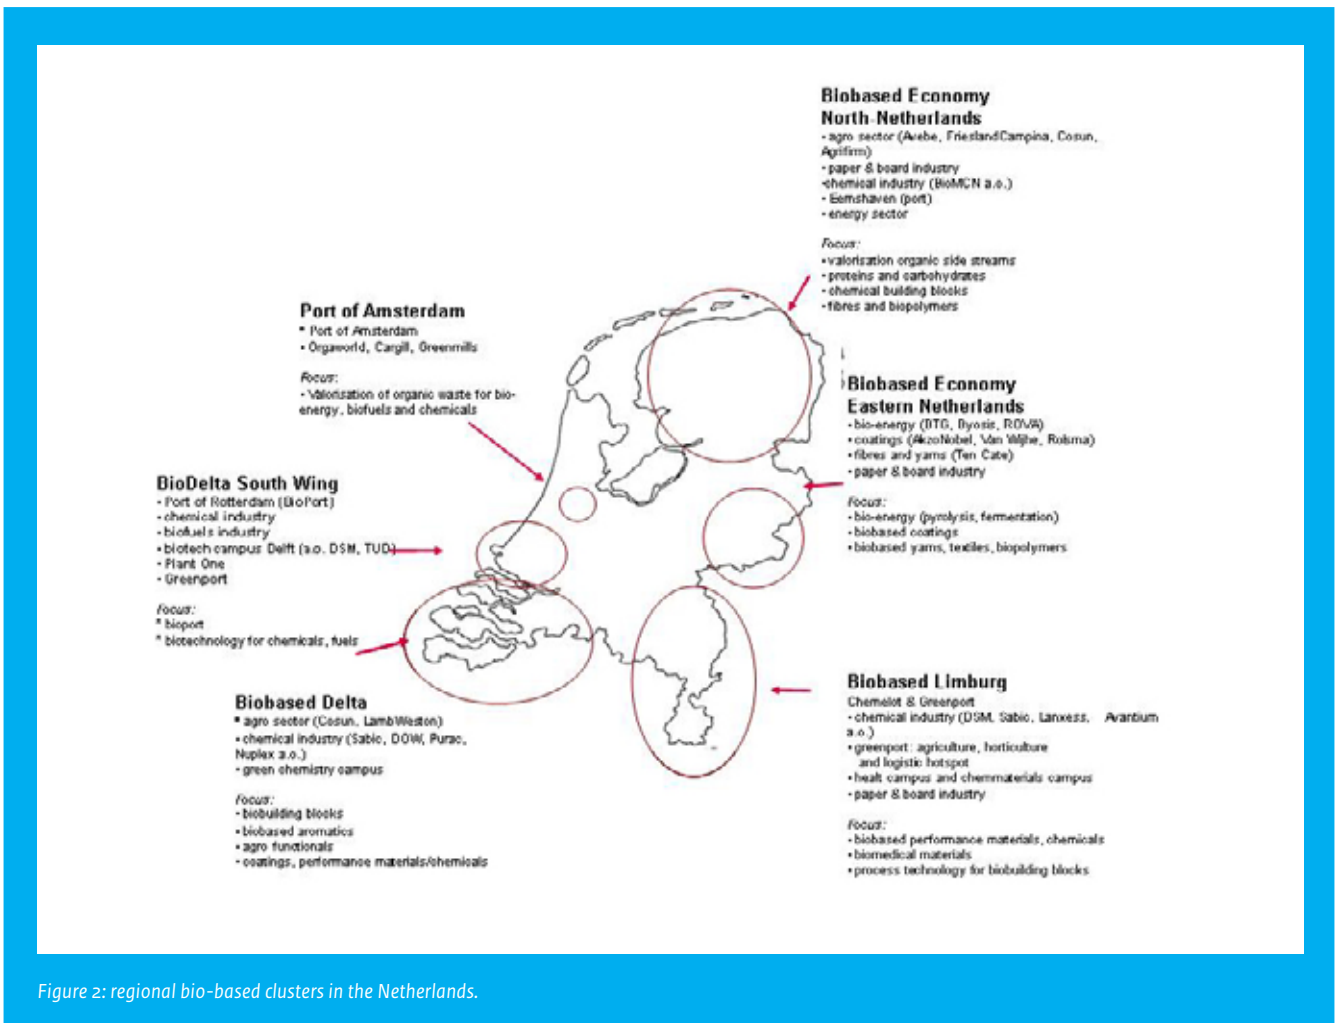 Biobased Economy
North-Netherlands
- agro sector (Avebe, FrieslandCampina, Cosun,
Agrifirm)
• paper & board industry
-chemical industry (BioMCN a.o.)
- Eemshaven (port)
- energy sector
Focus:
• valorisation organic side streams
• proteins and carbohydrates
• chemical building blocks
• fibres and biopolymers
Port of Amsterdam
• Port of Amsterdam
• Orgaworld, Cargill, Greenmills
Focus:
- Valorisation of organic waste for bio-
energy, biofuels and chemicals
Biobased Economy
Eastern Netherlands
• bio-energy (BTG, Byosis, ROVA)
• coatings (AkzoNobel, Van Wijhe, Rolsma)
• fibres and yarns (Ten Cate)
• paper & board industry
Focus:
• bio-energy (pyrolysis, fermentation)
• biobased coatings
• biobased yarns, textiles, biopolymers
BioDelta South Wing
- Port of Rotterdam (BioPort)
- chemical industry
- biofuels industry
• biotech campus Delft (a.o. DSM, TUD)
- Plant One
- Greenport
Focus:
* bioport
* biotechnology for chemicals, fuels
Biobased Delta
• agro sector (Cosun, LambWeston)
• chemical industry (Sabic, DOW, Purac,
Nuplex a.o.)
- green chemistry campus
Focus:
• biobuilding blocks
• biobased aromatics
• agro functionals
• coatings, performance materials/chemicals
Biobased Limburg
Chemelot & Greenport
- chemical industry (DSM, Sabic, Lanxess, Avantium
a.o.)
• greenport: agriculture, horticulture
and logistic hotspot
• healt campus and chemmaterials campus
• paper & board industry
Focus:
• biobased performance materials, chemicals
• biomedical materials
• process technology for biobuilding blocks
Figure 2: regional bio-based clusters in the Netherlands.